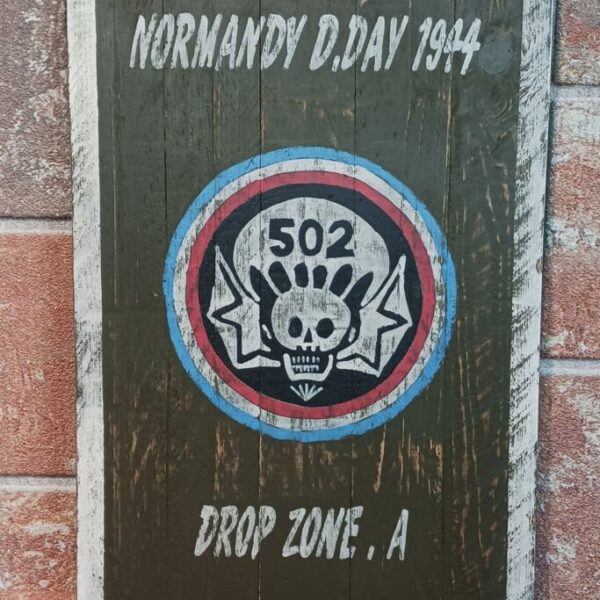 NORMANDY D.DAY 1944
502
DROP ZONE . A